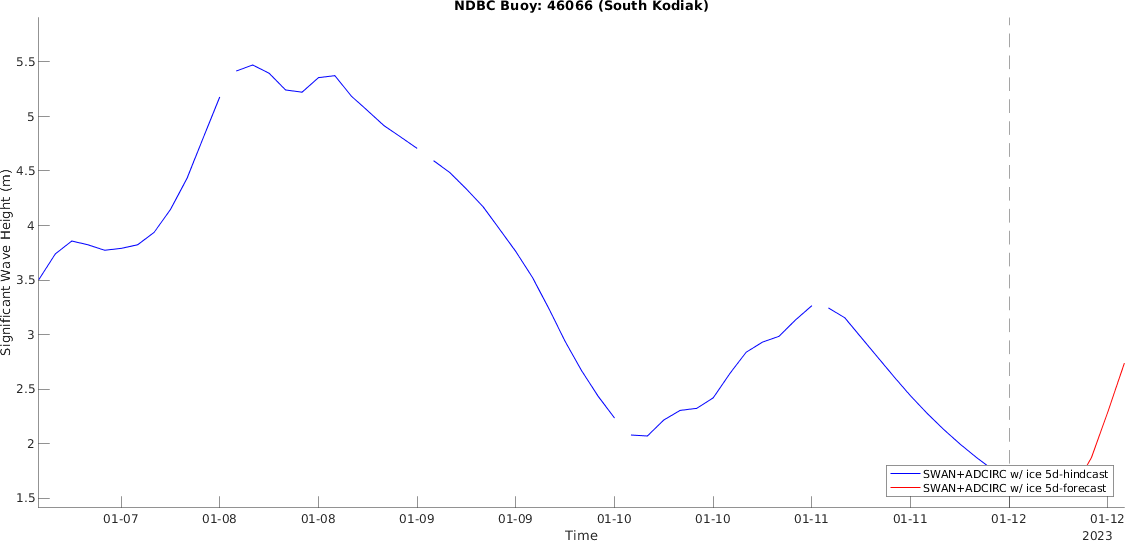 NDBC Buoy: 46066 (South Kodiak)
Significant Wave Height (m)
5.5
5
4.5
4
3.5
3
2.5
2
1.5
SWAN+ADCIRC w/ ice 5d-hindcast
SWAN+ADCIRC w/ ice 5d-forecast
01-07 01-08 01-08 01-09 01-09 01-10 01-10 01-11 01-11 01-12 01-12
Time
2023